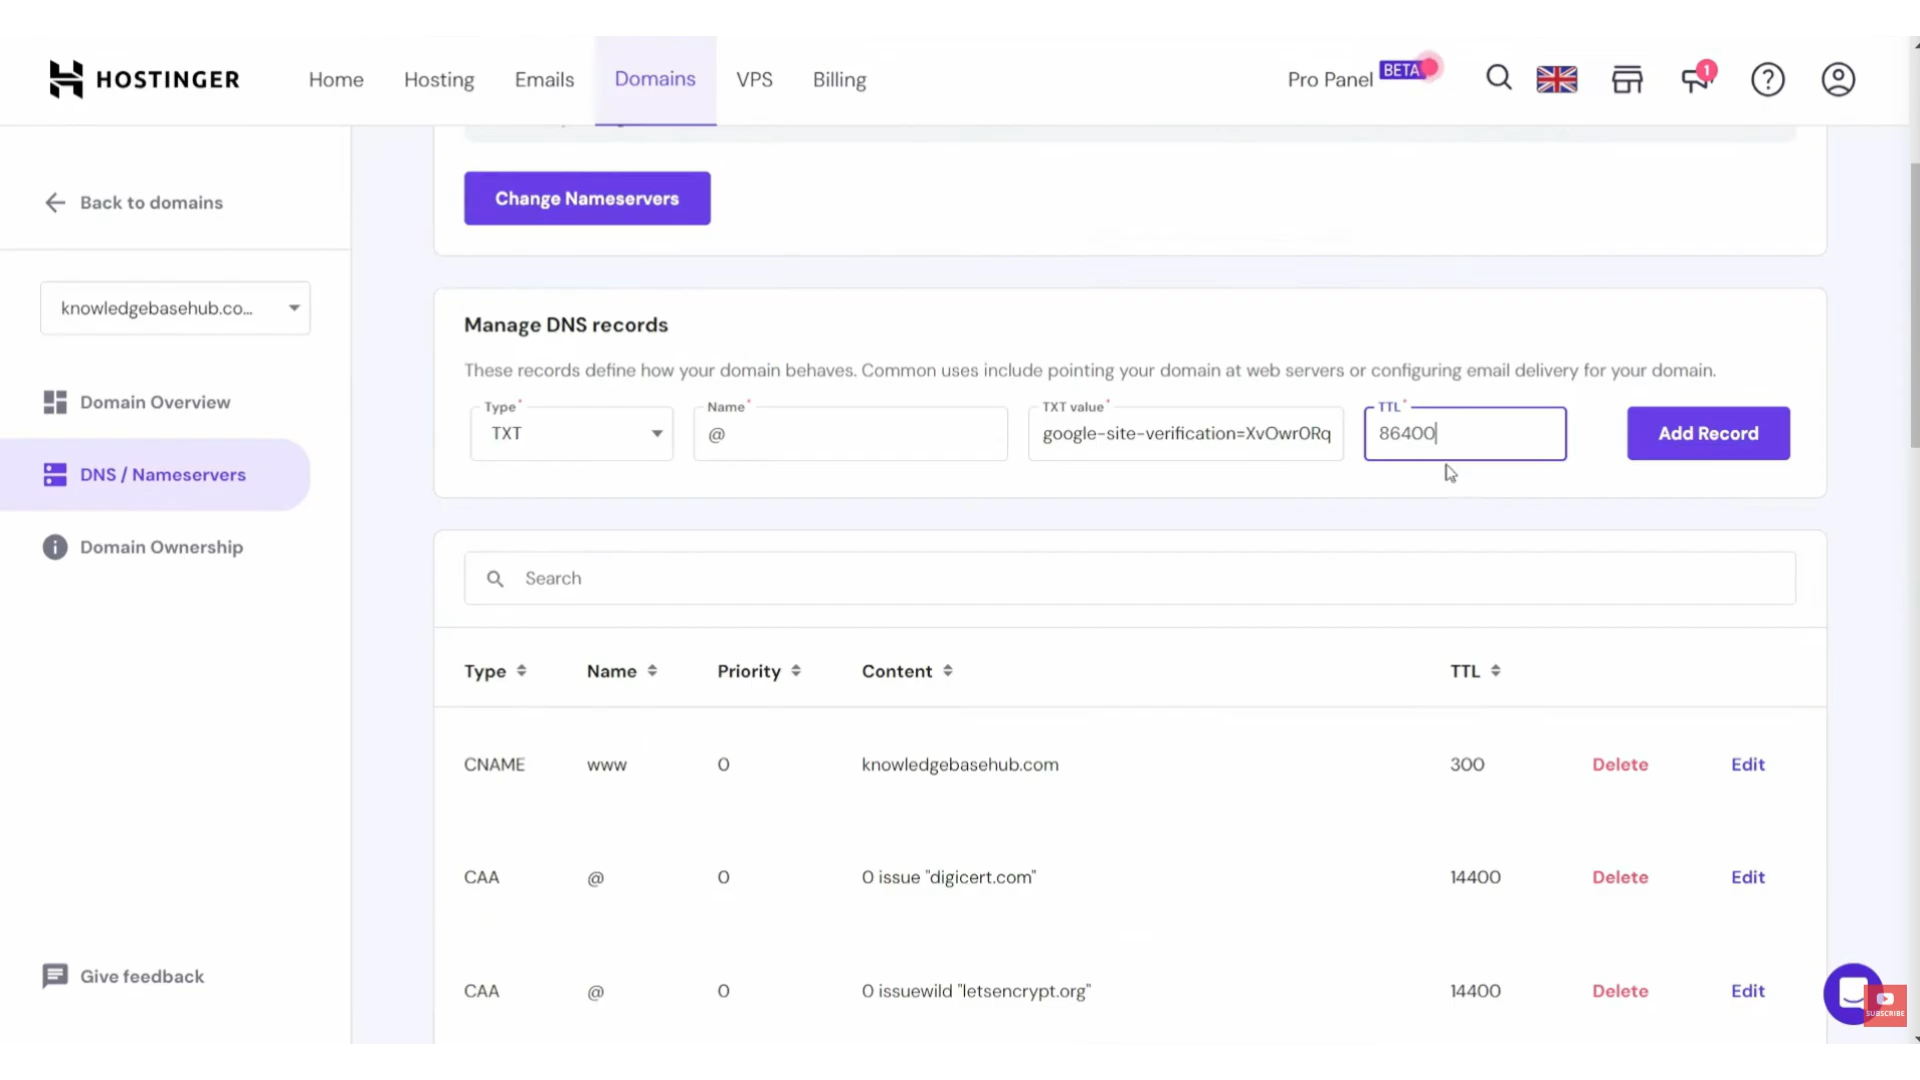 HOSTINGER
Home Hosting Emails Domains VPS Billing
Pro Panel BETA
1
Back to domains
Change Nameservers
knowledgebasehub.co...
Domain Overview
DNS / Nameservers
Domain Ownership
Give feedback
Manage DNS records
These records define how your domain behaves. Common uses include pointing your domain at web servers or configuring email delivery for your domain.
Type* Name* TXT value* TTL*
TXT @ google-site-verification=XvOwr0Rq 86400 Add Record
Search
Type Name Priority Content TTL
CNAME www 0 knowledgebasehub.com 300 Delete Edit
CAA @ 0 0 issue "digicert.com" 14400 Delete Edit
CAA @ 0 0 issuewild "letsencrypt.org" 14400 Delete Edit
SUBSCRIBE